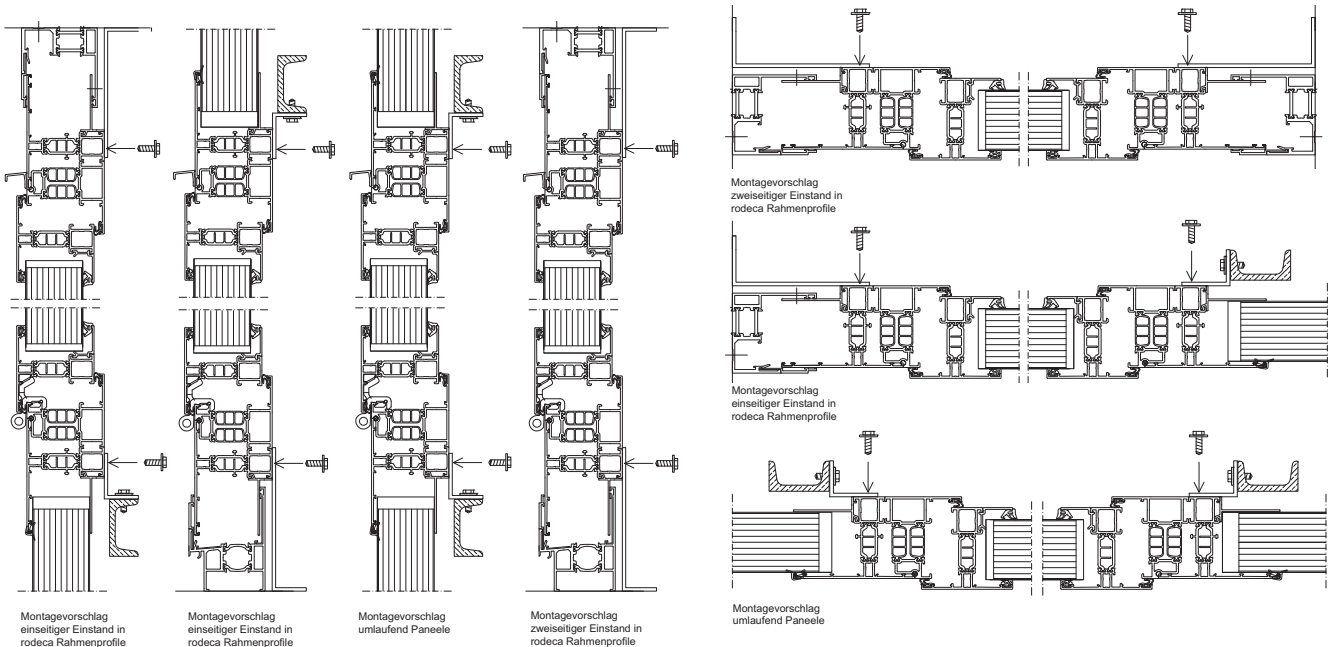 Montagevorschlag
einseitiger Einstand in
rodeca Rahmenprofile
Montagevorschlag
einseitiger Einstand in
rodeca Rahmenprofile
Montagevorschlag
umlaufend Paneele
Montagevorschlag
zweiseitiger Einstand in
rodeca Rahmenprofile
Montagevorschlag
zweiseitiger Einstand in
rodeca Rahmenprofile
Montagevorschlag
einseitiger Einstand in
rodeca Rahmenprofile
Montagevorschlag
umlaufend Paneele